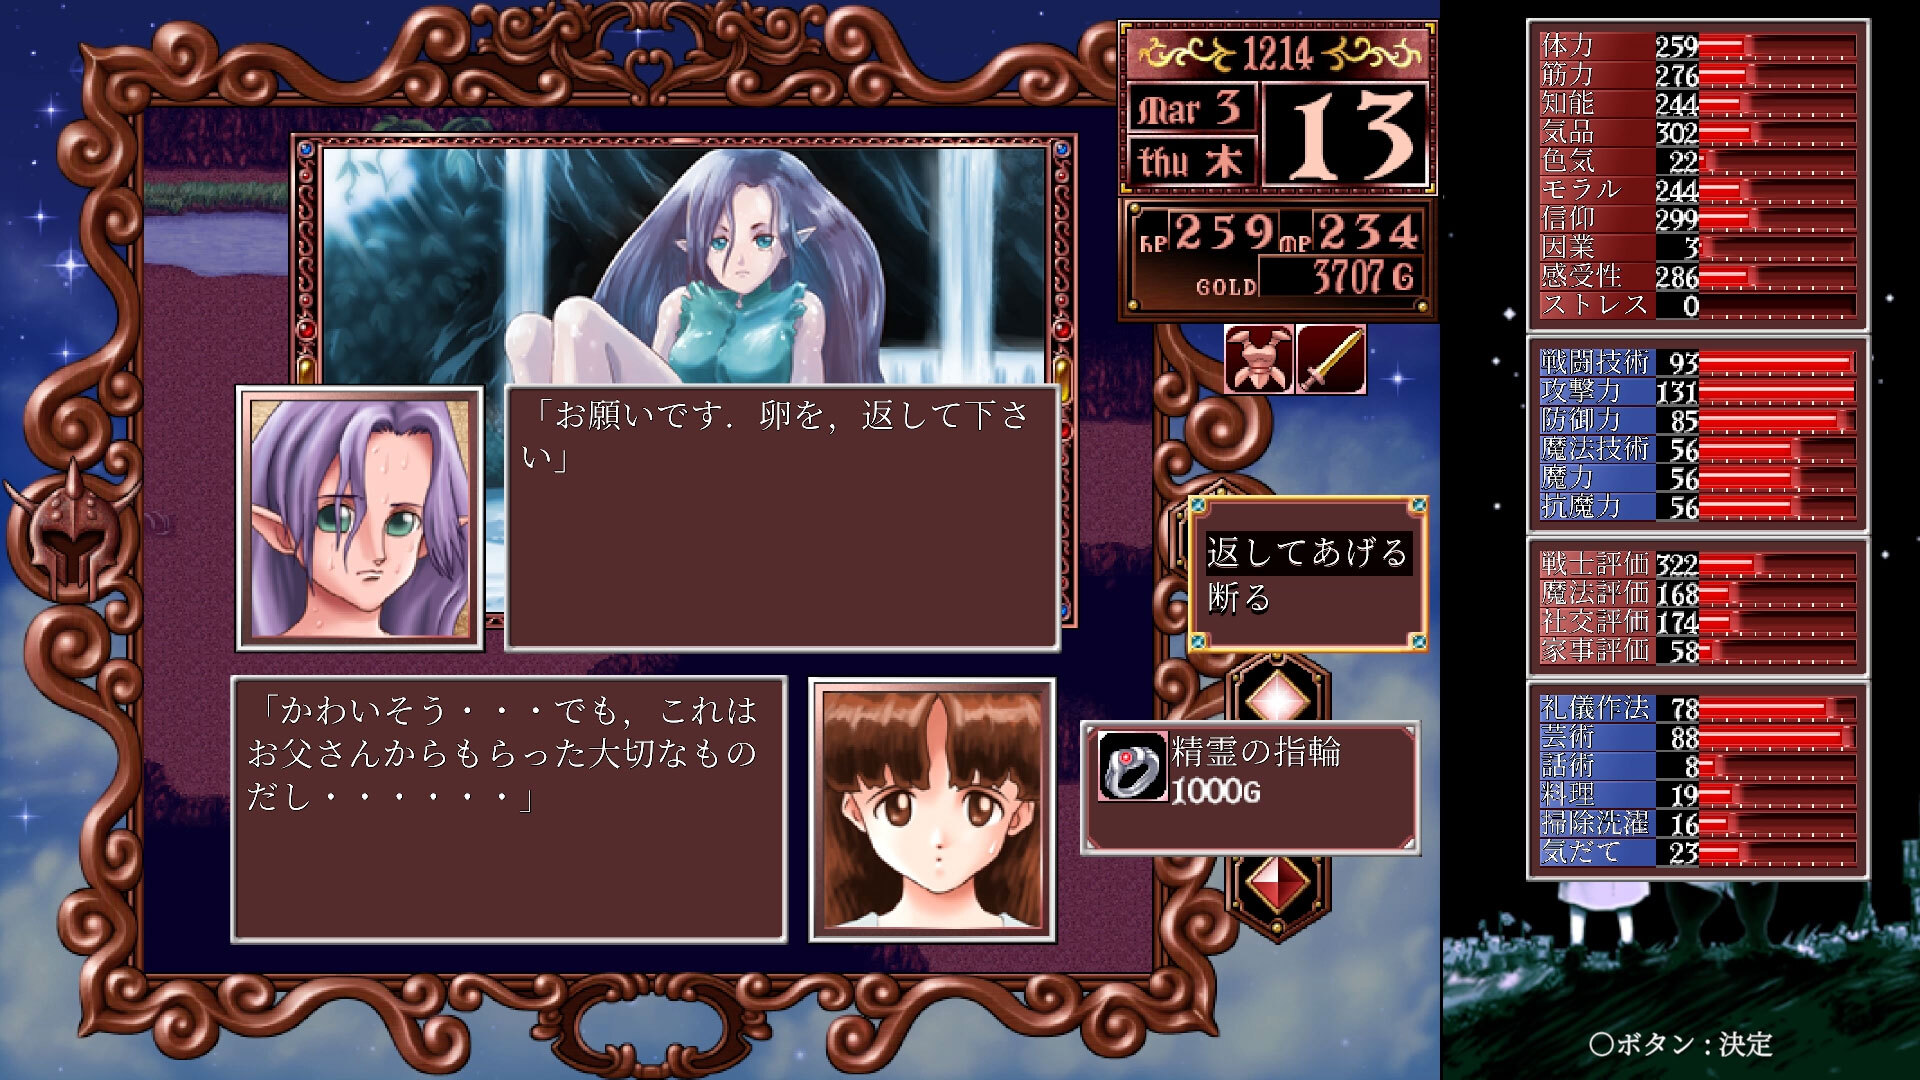 1214
Mar 3
thu 木
13
HP 259 MP 234
GOLD 3707G
「お願いです．卵を，返して下さ
い」
返してあげる
断る
「かわいそう・・・でも，これは
お父さんからもらった大切なもの
だし・・・・・・・」
精霊の指輪
1000G
体力 259
筋力 276
知能 244
気品 302
色気 22
モラル 244
信仰 299
因業 3
感受性 286
ストレス 0
戦闘技術 93
攻撃力 131
防御力 85
魔法技術 56
魔力 56
抗魔力 56
戦士評価 322
魔法評価 168
社交評価 174
家事評価 58
礼儀作法 78
芸術 88
話術 8
料理 19
掃除洗濯 16
気だて 23
〇ボタン：決定